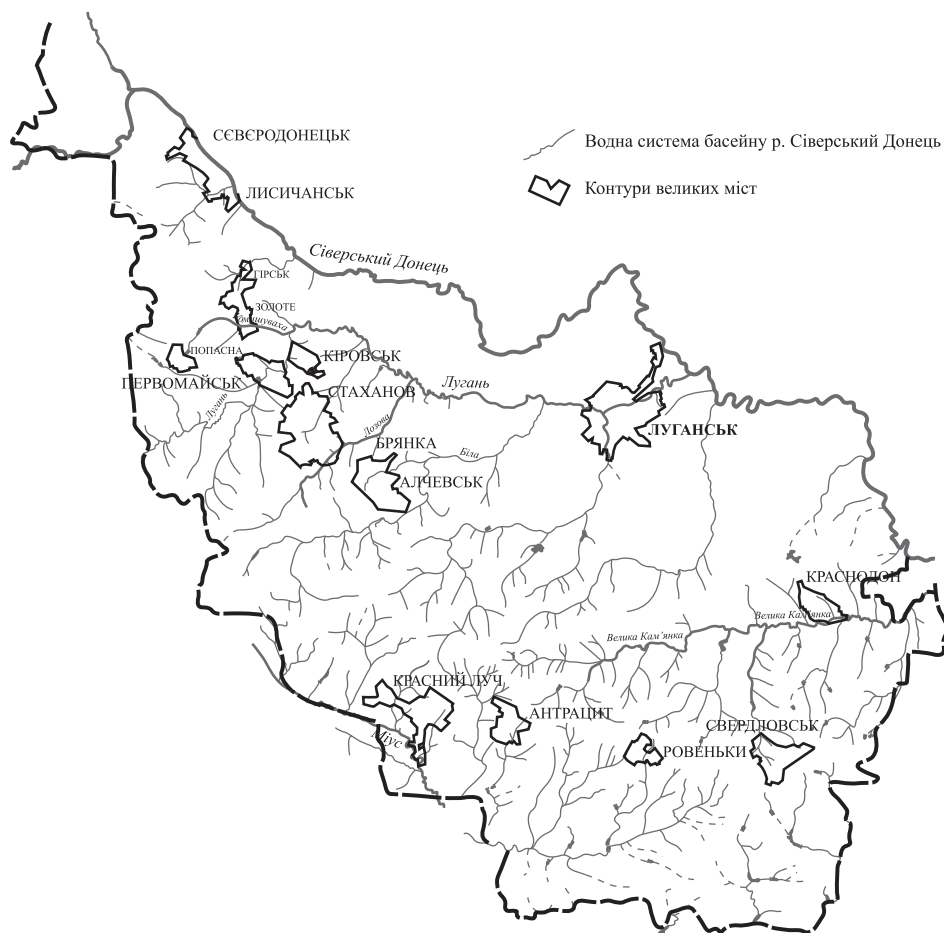 СЄВЄРОДОНЕЦЬК
Водна система басейну р. Сіверський Донець
Контури великих міст
ЛИСИЧАНСЬК
Сіверський Донець
ГІРСЬК
ЗОЛОТЕ
Комишуваха
ПОПАСНА
КІРОВСЬК
ПЕРВОМАЙСЬК
СТАХАНОВ
Лугань
Лугань
Лозова
ЛУГАНСЬК
БРЯНКА
Біла
АЛЧЕВСЬК
КРАСНОДОН
Велика Кам'янка
Велика Кам'янка
КРАСНИЙ ЛУЧ
АНТРАЦИТ
СВЕРДЛОВСЬК
Міус
РОВЕНЬКИ